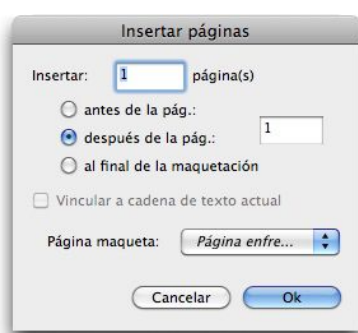 Insertar páginas
Insertar: 1 página(s)
antes de la pág.:
después de la pág.: 1
al final de la maquetación
Vincular a cadena de texto actual
Página maqueta: Página enfre...
Cancelar Ok